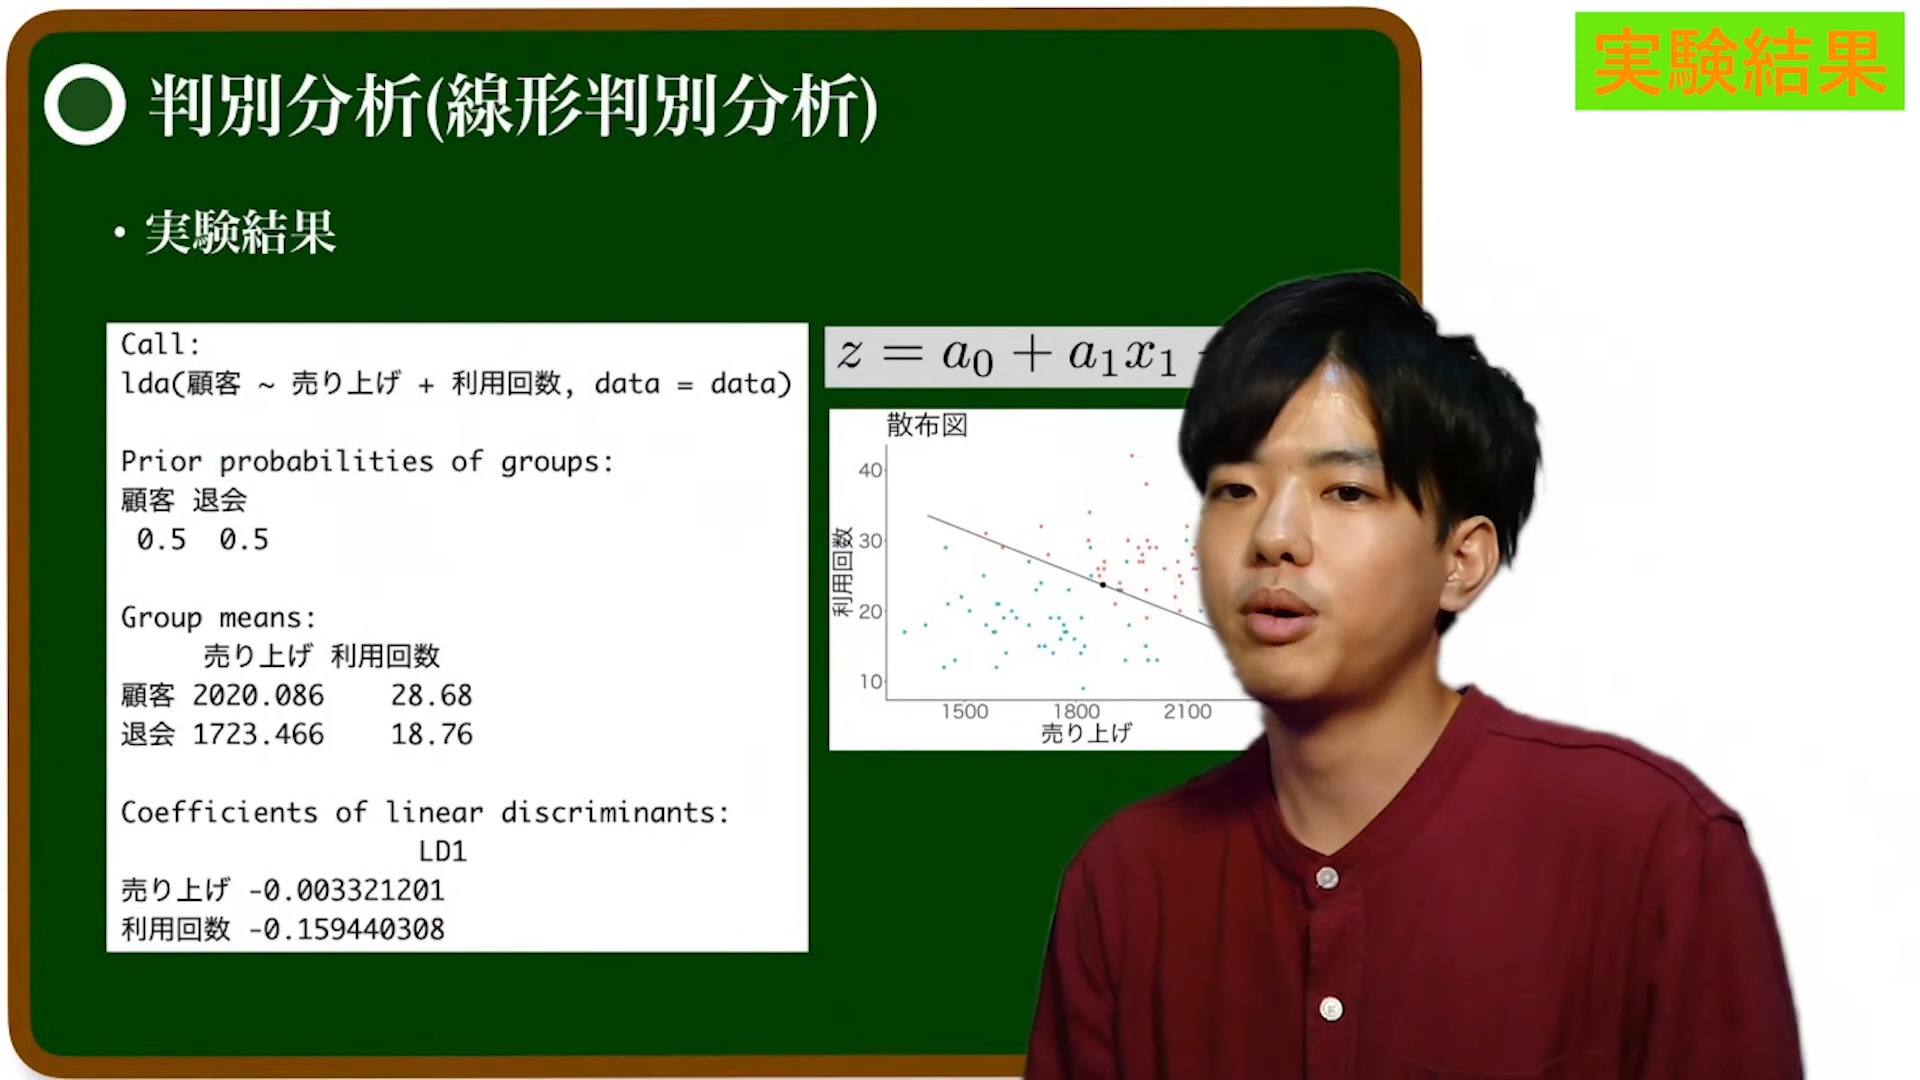 判別分析(線形判別分析)
実験結果
・実験結果
Call:
lda(顧客 ~ 売り上げ + 利用回数, data = data)
Prior probabilities of groups:
顧客 退会
0.5 0.5
Group means:
売り上げ 利用回数
顧客 2020.086 28.68
退会 1723.466 18.76
Coefficients of linear discriminants:
LD1
売り上げ -0.003321201
利用回数 -0.159440308
z = a₀ + a₁x₁
散布図
利用回数
40
30
20
10
1500 1800 2100
売り上げ